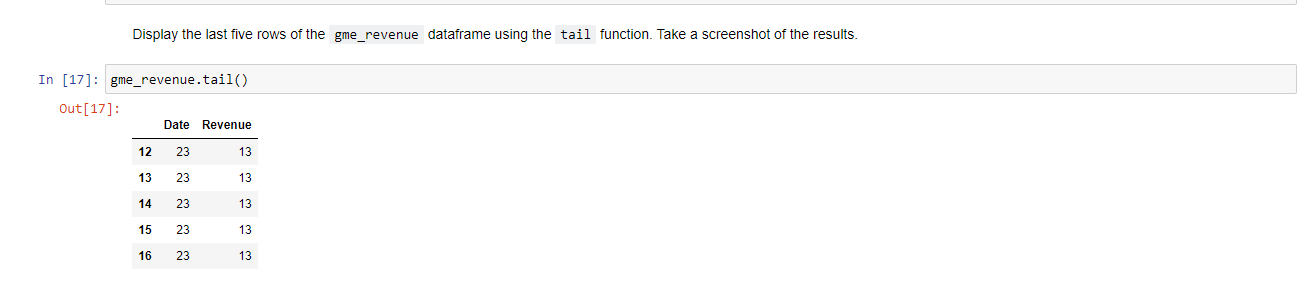 Display the last five rows of the gme_revenue dataframe using the tail function. Take a screenshot of the results.
In [17]: gme_revenue.tail()
Out[17]:
Date Revenue
12 23 13
13 23 13
14 23 13
15 23 13
16 23 13